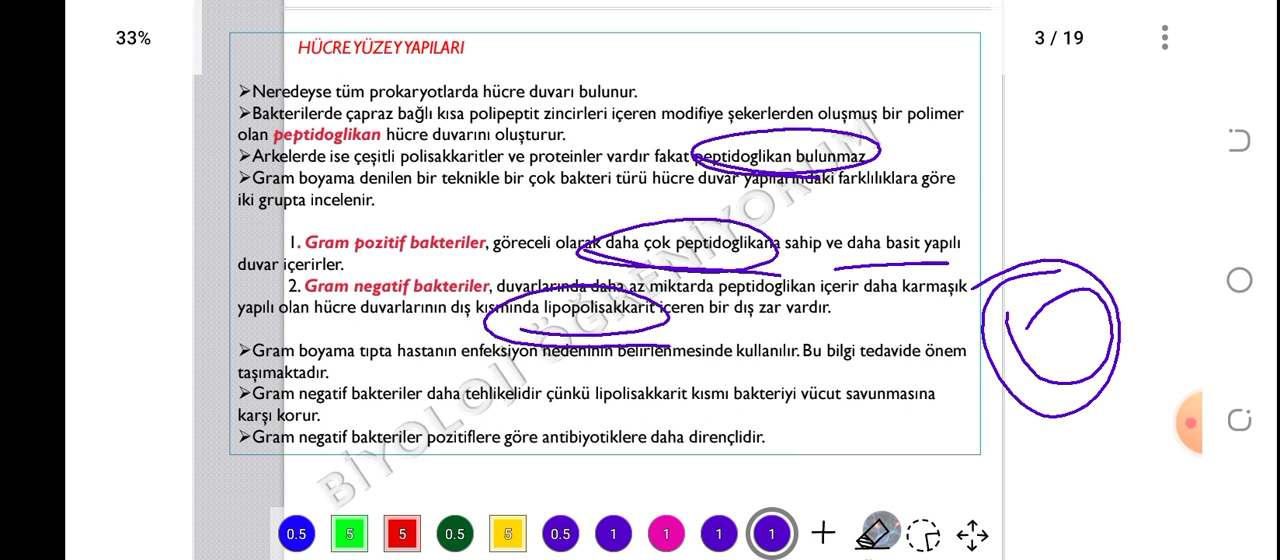 33%
3 / 19
HÜCRE YÜZEY YAPILARI
➢Neredeyse tüm prokaryotlarda hücre duvarı bulunur.
➢Bakterilerde çapraz bağlı kısa polipeptit zincirleri içeren modifiye şekerlerden oluşmuş bir polimer
olan peptidoglikan hücre duvarını oluşturur.
➢Arkelerde ise çeşitli polisakkaritler ve proteinler vardır fakat peptidoglikan bulunmaz.
➢Gram boyama denilen bir teknikle bir çok bakteri türü hücre duvar yapılarındaki farklılıklara göre
iki grupta incelenir.
1. Gram pozitif bakteriler, göreceli olarak daha çok peptidoglikana sahip ve daha basit yapılı
duvar içerirler.
2. Gram negatif bakteriler, duvarlarında daha az miktarda peptidoglikan içerir daha karmaşık
yapılı olan hücre duvarlarının dış kısmında lipopolisakkarit içeren bir dış zar vardır.
➢Gram boyama tıpta hastanın enfeksiyon nedeninin belirlenmesinde kullanılır. Bu bilgi tedavide önem
taşımaktadır.
➢Gram negatif bakteriler daha tehlikelidir çünkü lipolisakkarit kısmı bakteriyi vücut savunmasına
karşı korur.
➢Gram negatif bakteriler pozitiflere göre antibiyotiklere daha dirençlidir.
BİYOLOJİ ÖĞRENİYORUM
0.5 5 5 0.5 5 0.5 1 1 1 1